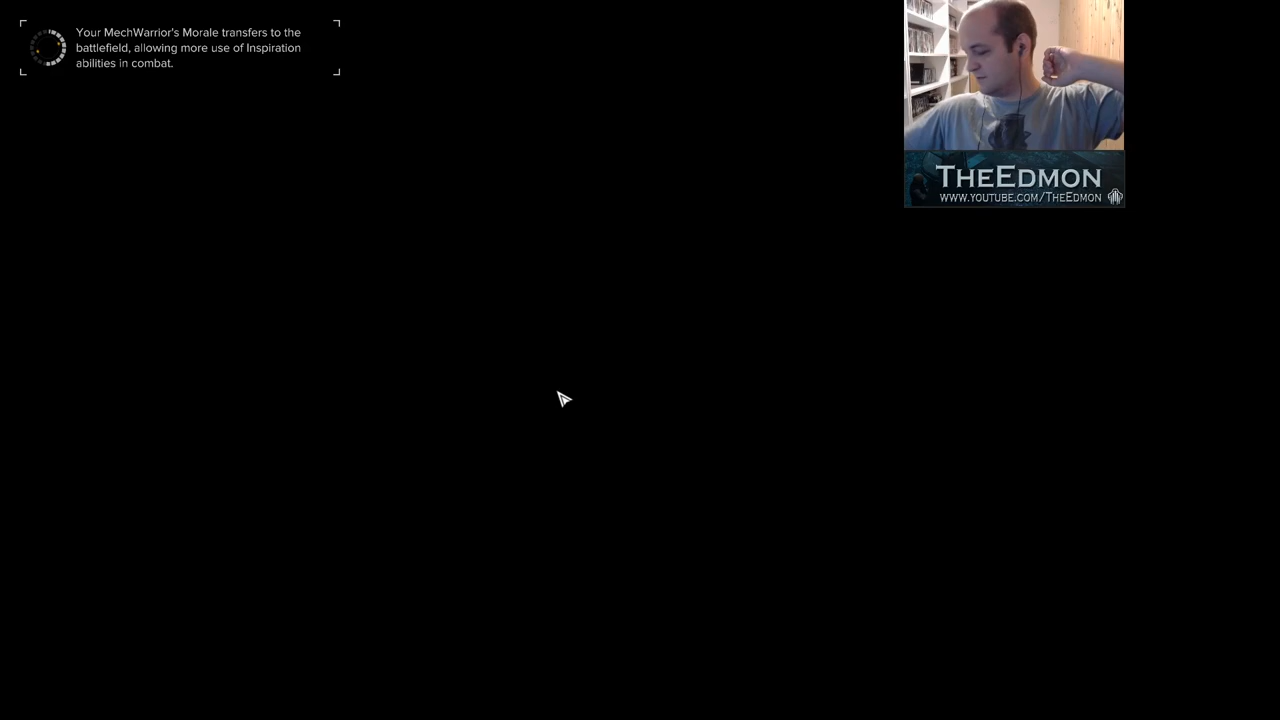 Your MechWarrior's Morale transfers to the
battlefield, allowing more use of Inspiration
abilities in combat.
TheEdmon
www.youtube.com/TheEdmon